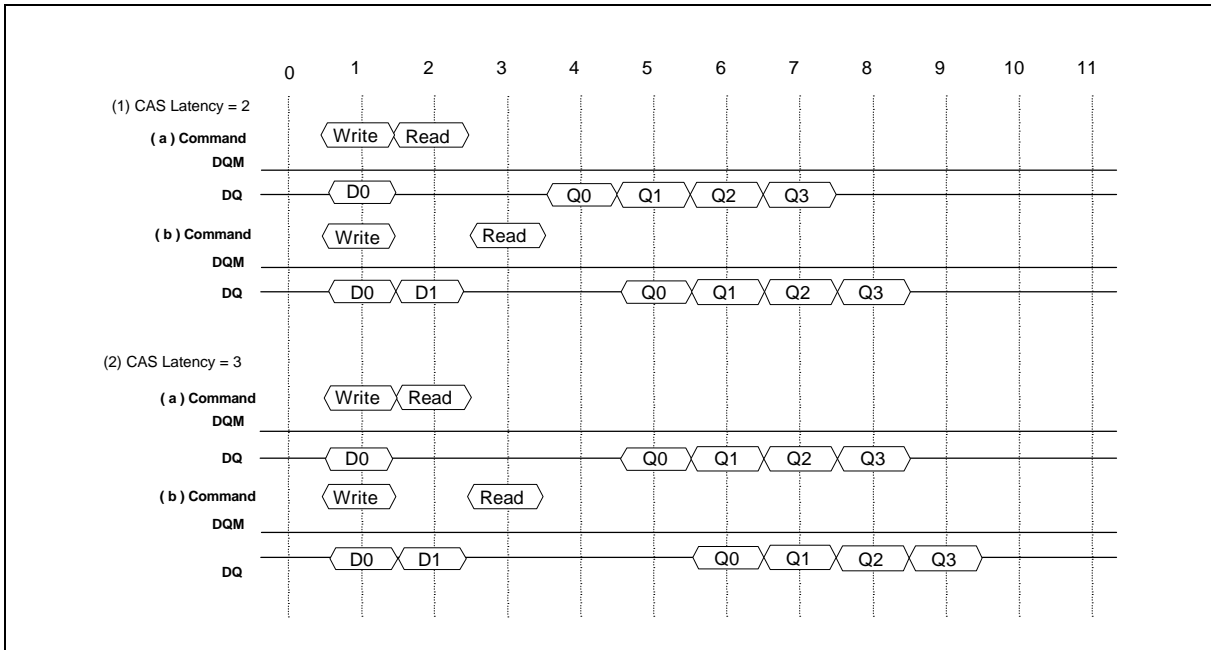 0 1 2 3 4 5 6 7 8 9 10 11
(1) CAS Latency = 2
( a ) Command Write Read
DQM
DQ D0 Q0 Q1 Q2 Q3
( b ) Command Write Read
DQM
DQ D0 D1 Q0 Q1 Q2 Q3
(2) CAS Latency = 3
( a ) Command Write Read
DQM
DQ D0 Q0 Q1 Q2 Q3
( b ) Command Write Read
DQM
DQ D0 D1 Q0 Q1 Q2 Q3